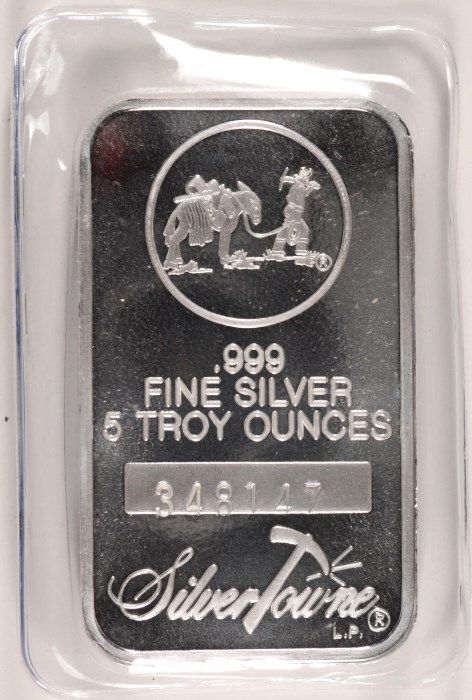 ®
.999
FINE SILVER
5 TROY OUNCES
348147
SilverTowne®
L.P.